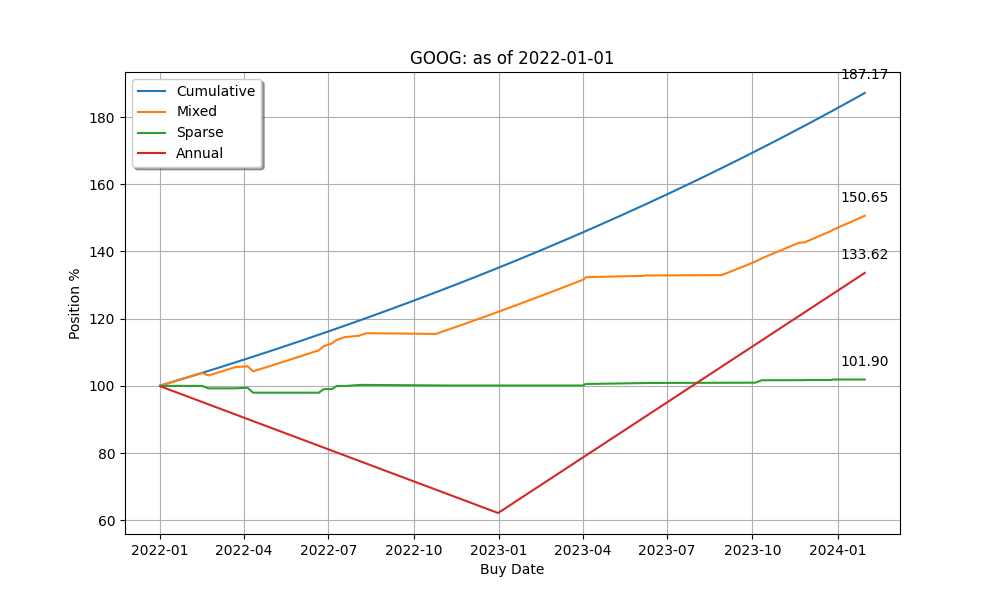 GOOG: as of 2022-01-01
187.17
Cumulative
Mixed
Sparse
Annual
180
160
140
120
100
80
60
150.65
133.62
101.90
Position %
2022-01 2022-04 2022-07 2022-10 2023-01 2023-04 2023-07 2023-10 2024-01
Buy Date